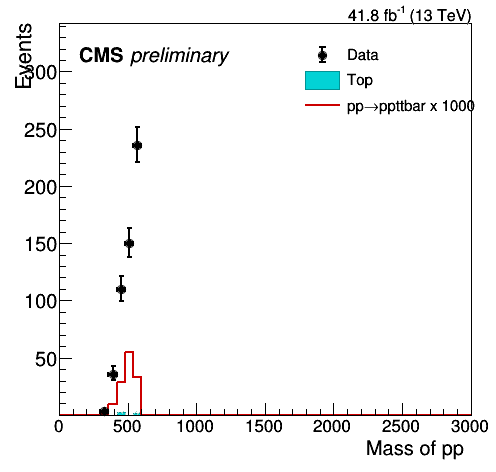 41.8 fb-1 (13 TeV)
CMS preliminary
Data
Top
pp→ppttbar x 1000
Events
300
250
200
150
100
50
0 500 1000 1500 2000 2500 3000
Mass of pp